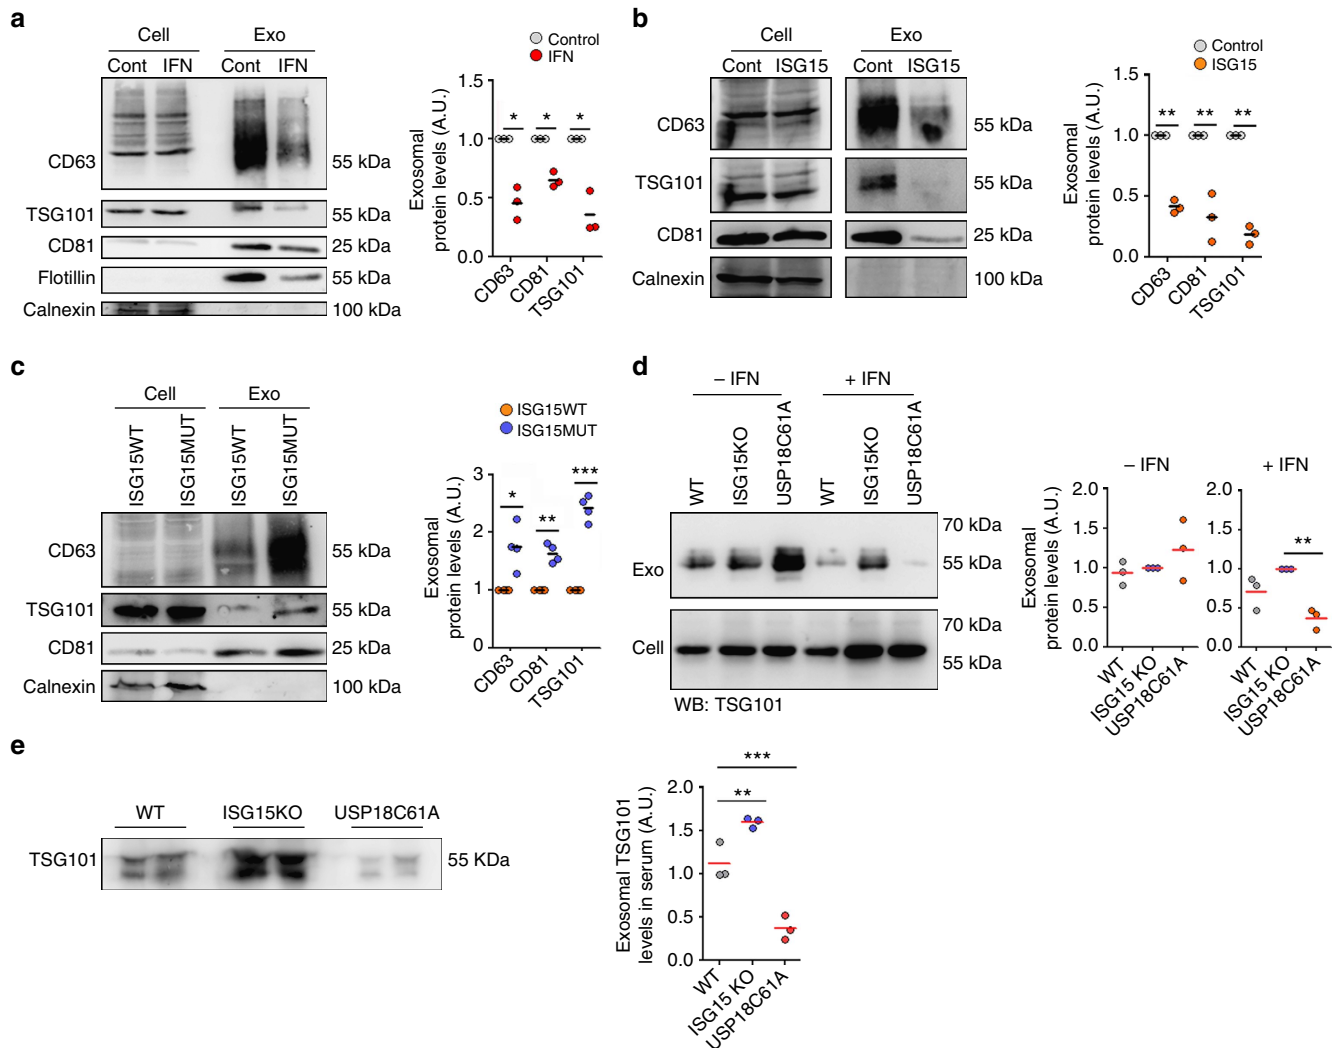 a
Cell Exo
Cont IFN Cont IFN
CD63 55 kDa
TSG101 55 kDa
CD81 25 kDa
Flotillin 55 kDa
Calnexin 100 kDa
Control
IFN
Exosomal
protein levels (A.U.)
1.5
* * *
1.0
0.5
0.0
CD63 CD81 TSG101
b
Cell Exo
Cont ISG15 Cont ISG15
CD63 55 kDa
TSG101 55 kDa
CD81 25 kDa
Calnexin 100 kDa
Control
ISG15
Exosomal
protein levels (A.U.)
1.5
** ** **
1.0
0.5
0.0
CD63 CD81 TSG101
c
Cell Exo
ISG15WT ISG15MUT ISG15WT ISG15MUT
CD63 55 kDa
TSG101 55 kDa
CD81 25 kDa
Calnexin 100 kDa
ISG15WT
ISG15MUT
Exosomal
protein levels (A.U.)
3
* ** ***
2
1
0
CD63 CD81 TSG101
d
– IFN + IFN
WT ISG15KO USP18C61A WT ISG15KO USP18C61A
70 kDa
Exo 55 kDa
70 kDa
Cell 55 kDa
WB: TSG101
Exosomal
protein levels (A.U.)
– IFN
2.0
1.5
1.0
0.5
0.0
WT ISG15 KO USP18C61A
+ IFN
2.0
1.5
**
1.0
0.5
0.0
WT ISG15 KO USP18C61A
e
WT ISG15KO USP18C61A
TSG101 55 KDa
Exosomal TSG101
levels in serum (A.U.)
***
2.0
**
1.5
1.0
0.5
0.0
WT ISG15 KO USP18C61A